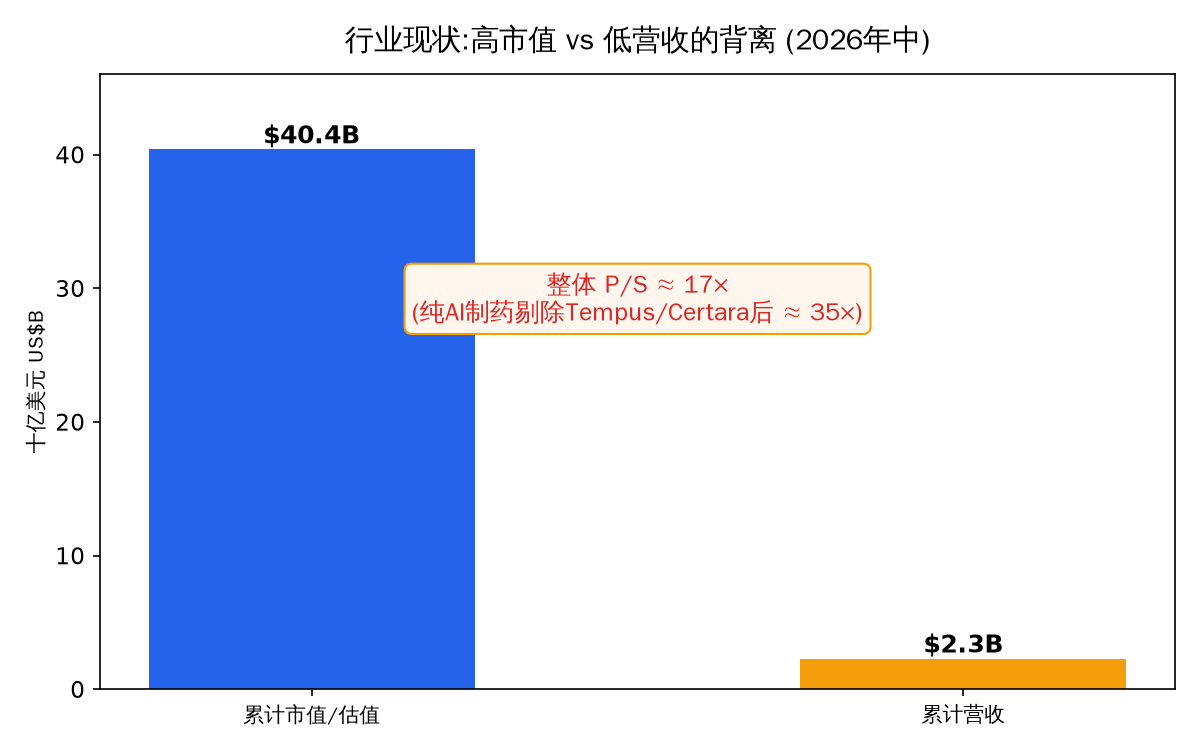 行业现状:高市值 vs 低营收的背离 (2026年中)
$40.4B
整体 P/S ≈ 17×
(纯AI制药剔除Tempus/Certara后 ≈ 35×)
$2.3B
十亿美元 US$B
40
30
20
10
0
累计市值/估值
累计营收